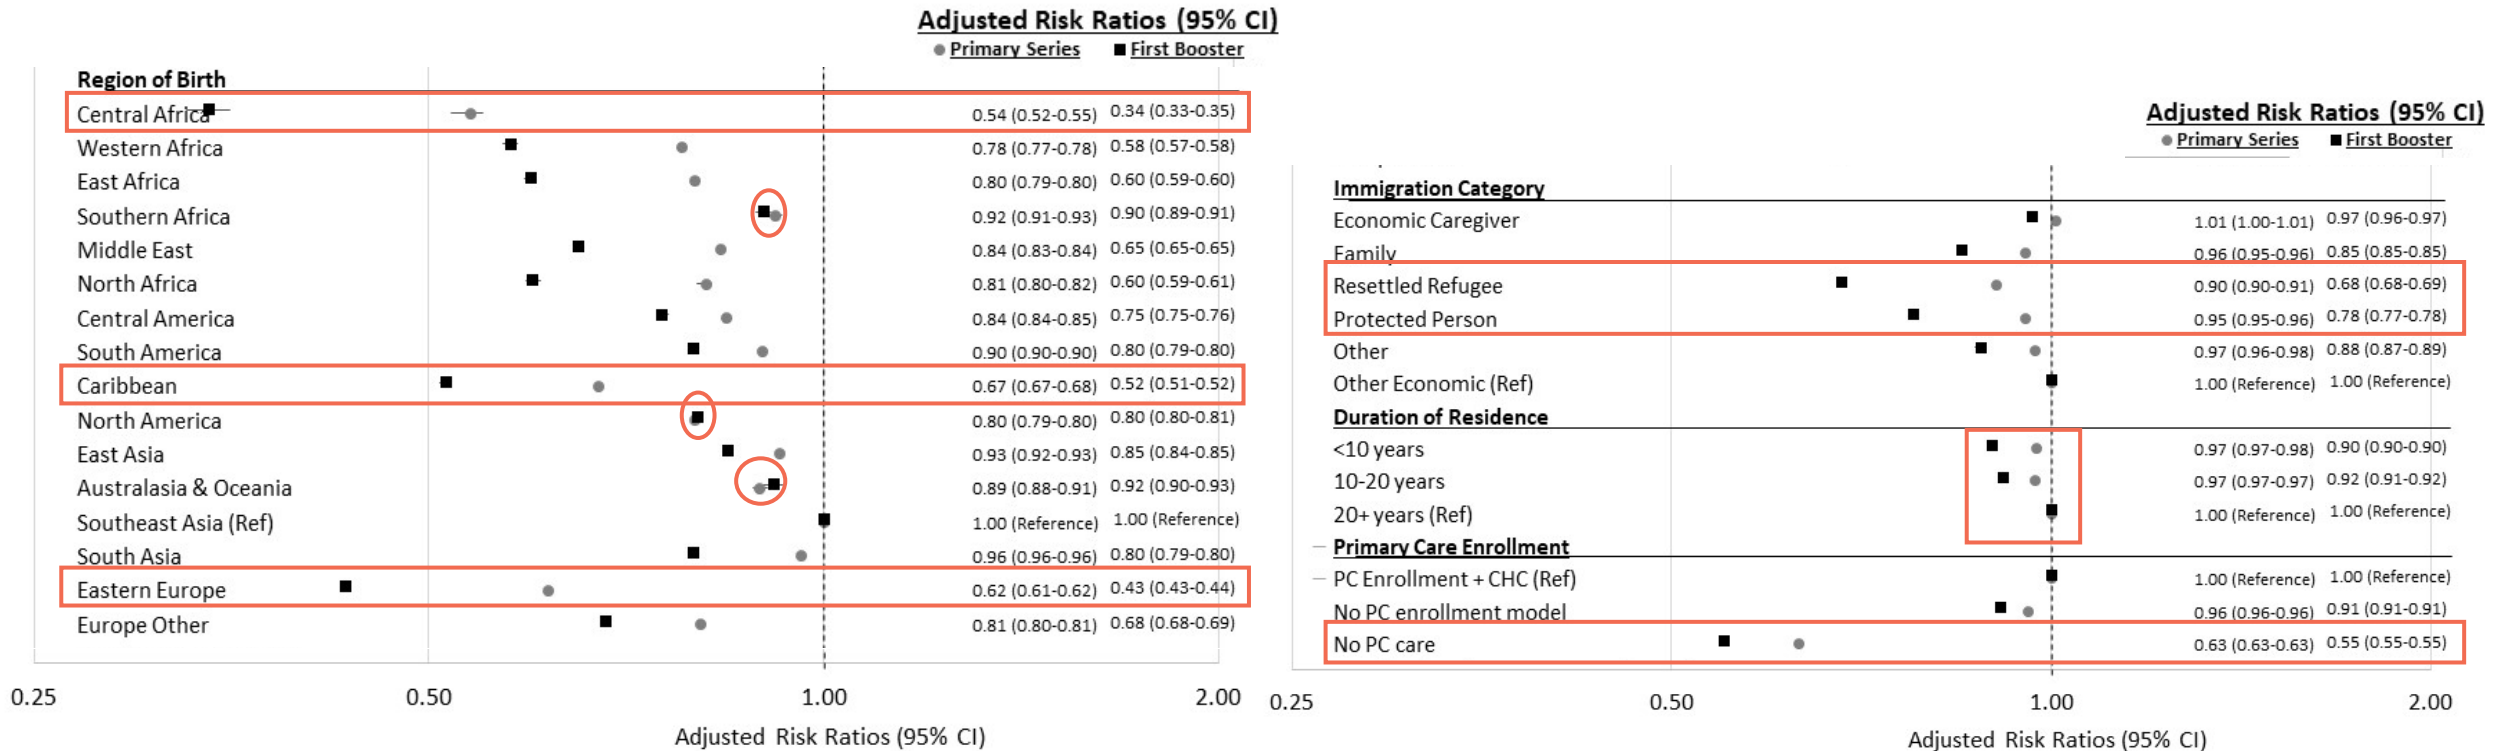 Adjusted Risk Ratios (95% CI)
Primary Series First Booster
Region of Birth
Central Africa 0.54 (0.52-0.55) 0.34 (0.33-0.35)
Western Africa 0.78 (0.77-0.78) 0.58 (0.57-0.58)
East Africa 0.80 (0.79-0.80) 0.60 (0.59-0.60)
Southern Africa 0.92 (0.91-0.93) 0.90 (0.89-0.91)
Middle East 0.84 (0.83-0.84) 0.65 (0.65-0.65)
North Africa 0.81 (0.80-0.82) 0.60 (0.59-0.61)
Central America 0.84 (0.84-0.85) 0.75 (0.75-0.76)
South America 0.90 (0.90-0.90) 0.80 (0.79-0.80)
Caribbean 0.67 (0.67-0.68) 0.52 (0.51-0.52)
North America 0.80 (0.79-0.80) 0.80 (0.80-0.81)
East Asia 0.93 (0.92-0.93) 0.85 (0.84-0.85)
Australasia & Oceania 0.89 (0.88-0.91) 0.92 (0.90-0.93)
Southeast Asia (Ref) 1.00 (Reference) 1.00 (Reference)
South Asia 0.96 (0.96-0.96) 0.80 (0.79-0.80)
Eastern Europe 0.62 (0.61-0.62) 0.43 (0.43-0.44)
Europe Other 0.81 (0.80-0.81) 0.68 (0.68-0.69)
0.25 0.50 1.00 2.00
Adjusted Risk Ratios (95% CI)
Adjusted Risk Ratios (95% CI)
Primary Series First Booster
Immigration Category
Economic Caregiver 1.01 (1.00-1.01) 0.97 (0.96-0.97)
Family 0.96 (0.95-0.96) 0.85 (0.85-0.85)
Resettled Refugee 0.90 (0.90-0.91) 0.68 (0.68-0.69)
Protected Person 0.95 (0.95-0.96) 0.78 (0.77-0.78)
Other 0.97 (0.96-0.98) 0.88 (0.87-0.89)
Other Economic (Ref) 1.00 (Reference) 1.00 (Reference)
Duration of Residence
<10 years 0.97 (0.97-0.98) 0.90 (0.90-0.90)
10-20 years 0.97 (0.97-0.97) 0.92 (0.91-0.92)
20+ years (Ref) 1.00 (Reference) 1.00 (Reference)
Primary Care Enrollment
PC Enrollment + CHC (Ref) 1.00 (Reference) 1.00 (Reference)
No PC enrollment model 0.96 (0.96-0.96) 0.91 (0.91-0.91)
No PC care 0.63 (0.63-0.63) 0.55 (0.55-0.55)
0.25 0.50 1.00 2.00
Adjusted Risk Ratios (95% CI)